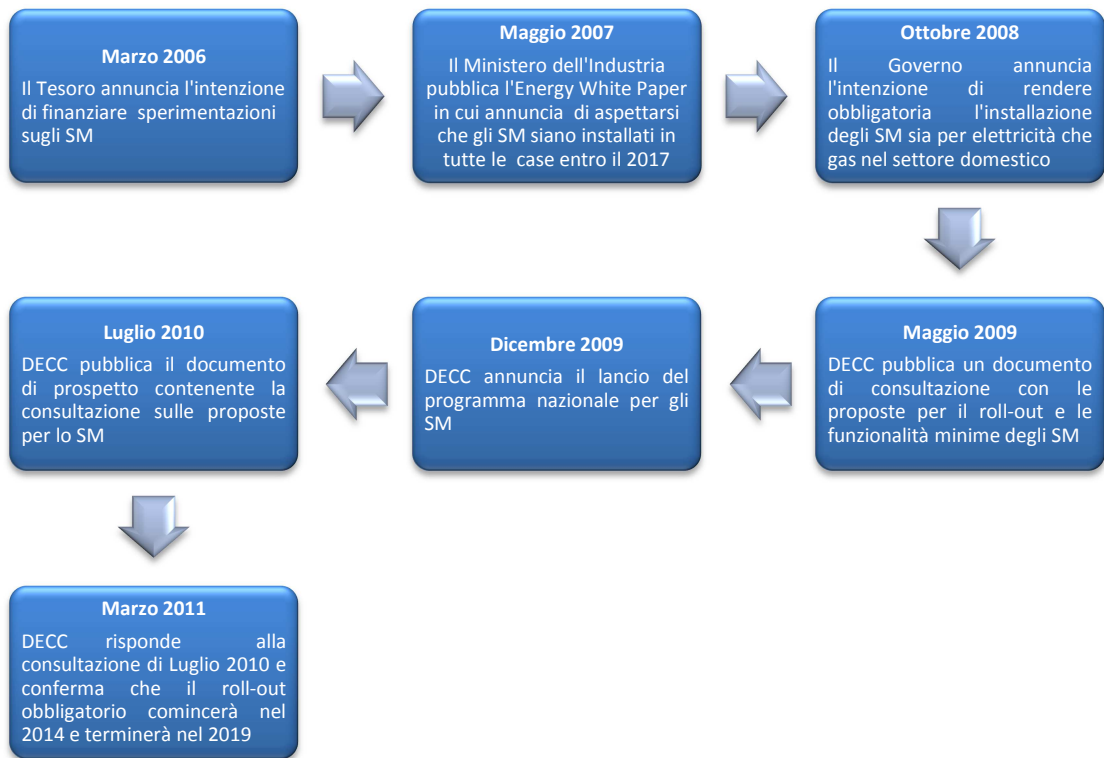 Marzo 2006
Il Tesoro annuncia l'intenzione
di finanziare sperimentazioni
sugli SM
Maggio 2007
Il Ministero dell'Industria
pubblica l'Energy White Paper
in cui annuncia di aspettarsi
che gli SM siano installati in
tutte le case entro il 2017
Ottobre 2008
Il Governo annuncia
l'intenzione di rendere
obbligatoria l'installazione
degli SM sia per elettricità che
gas nel settore domestico
Maggio 2009
DECC pubblica un documento
di consultazione con le
proposte per il roll-out e le
funzionalità minime degli SM
Dicembre 2009
DECC annuncia il lancio del
programma nazionale per gli
SM
Luglio 2010
DECC pubblica il documento
di prospetto contenente la
consultazione sulle proposte
per lo SM
Marzo 2011
DECC risponde alla
consultazione di Luglio 2010 e
conferma che il roll-out
obbligatorio comincerà nel
2014 e terminerà nel 2019